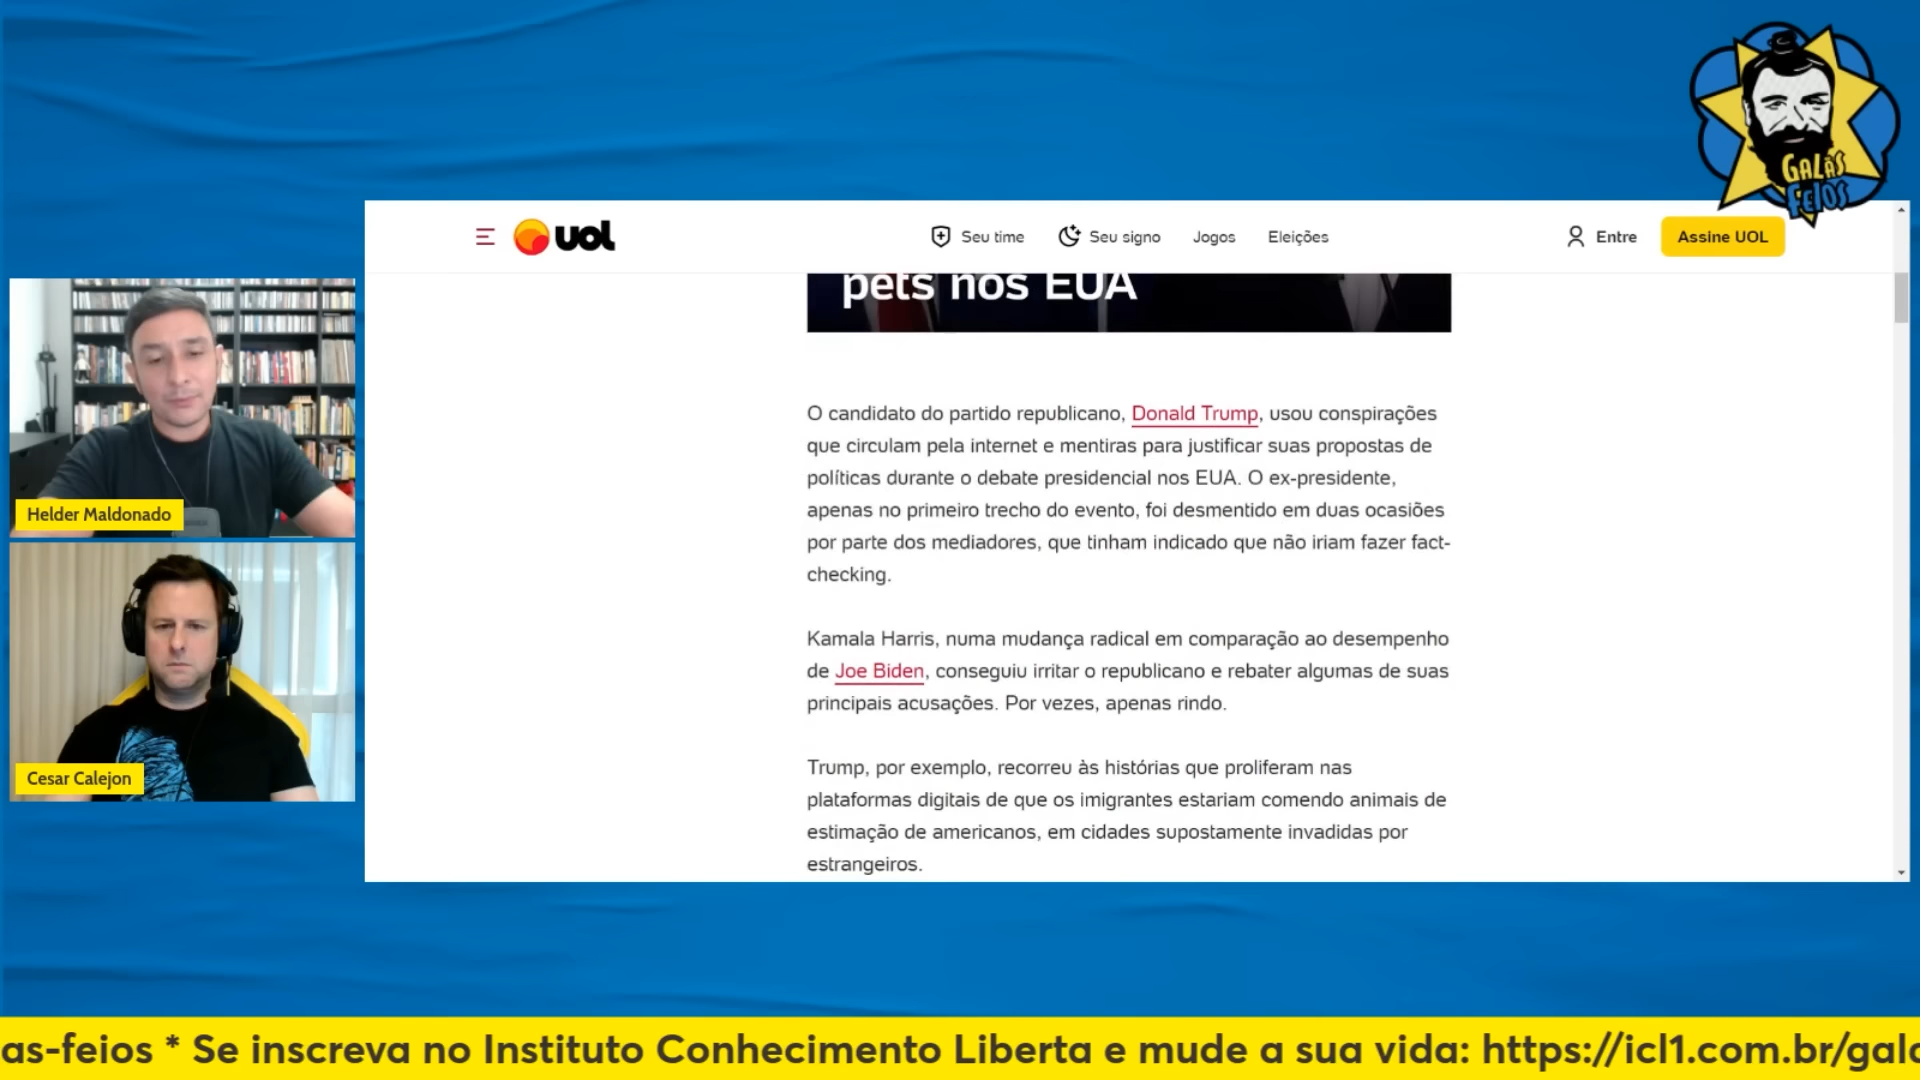 GALÃS
FEIOS
uol
Seu time
Seu signo
Jogos
Eleições
Entre
Assine UOL
pets nos EUA
O candidato do partido republicano, Donald Trump, usou conspirações
que circulam pela internet e mentiras para justificar suas propostas de
políticas durante o debate presidencial nos EUA. O ex-presidente,
apenas no primeiro trecho do evento, foi desmentido em duas ocasiões
por parte dos mediadores, que tinham indicado que não iriam fazer fact-
checking.
Kamala Harris, numa mudança radical em comparação ao desempenho
de Joe Biden, conseguiu irritar o republicano e rebater algumas de suas
principais acusações. Por vezes, apenas rindo.
Trump, por exemplo, recorreu às histórias que proliferam nas
plataformas digitais de que os imigrantes estariam comendo animais de
estimação de americanos, em cidades supostamente invadidas por
estrangeiros.
Helder Maldonado
Cesar Calejon
as-feios * Se inscreva no Instituto Conhecimento Liberta e mude a sua vida: https://icl1.com.br/gala